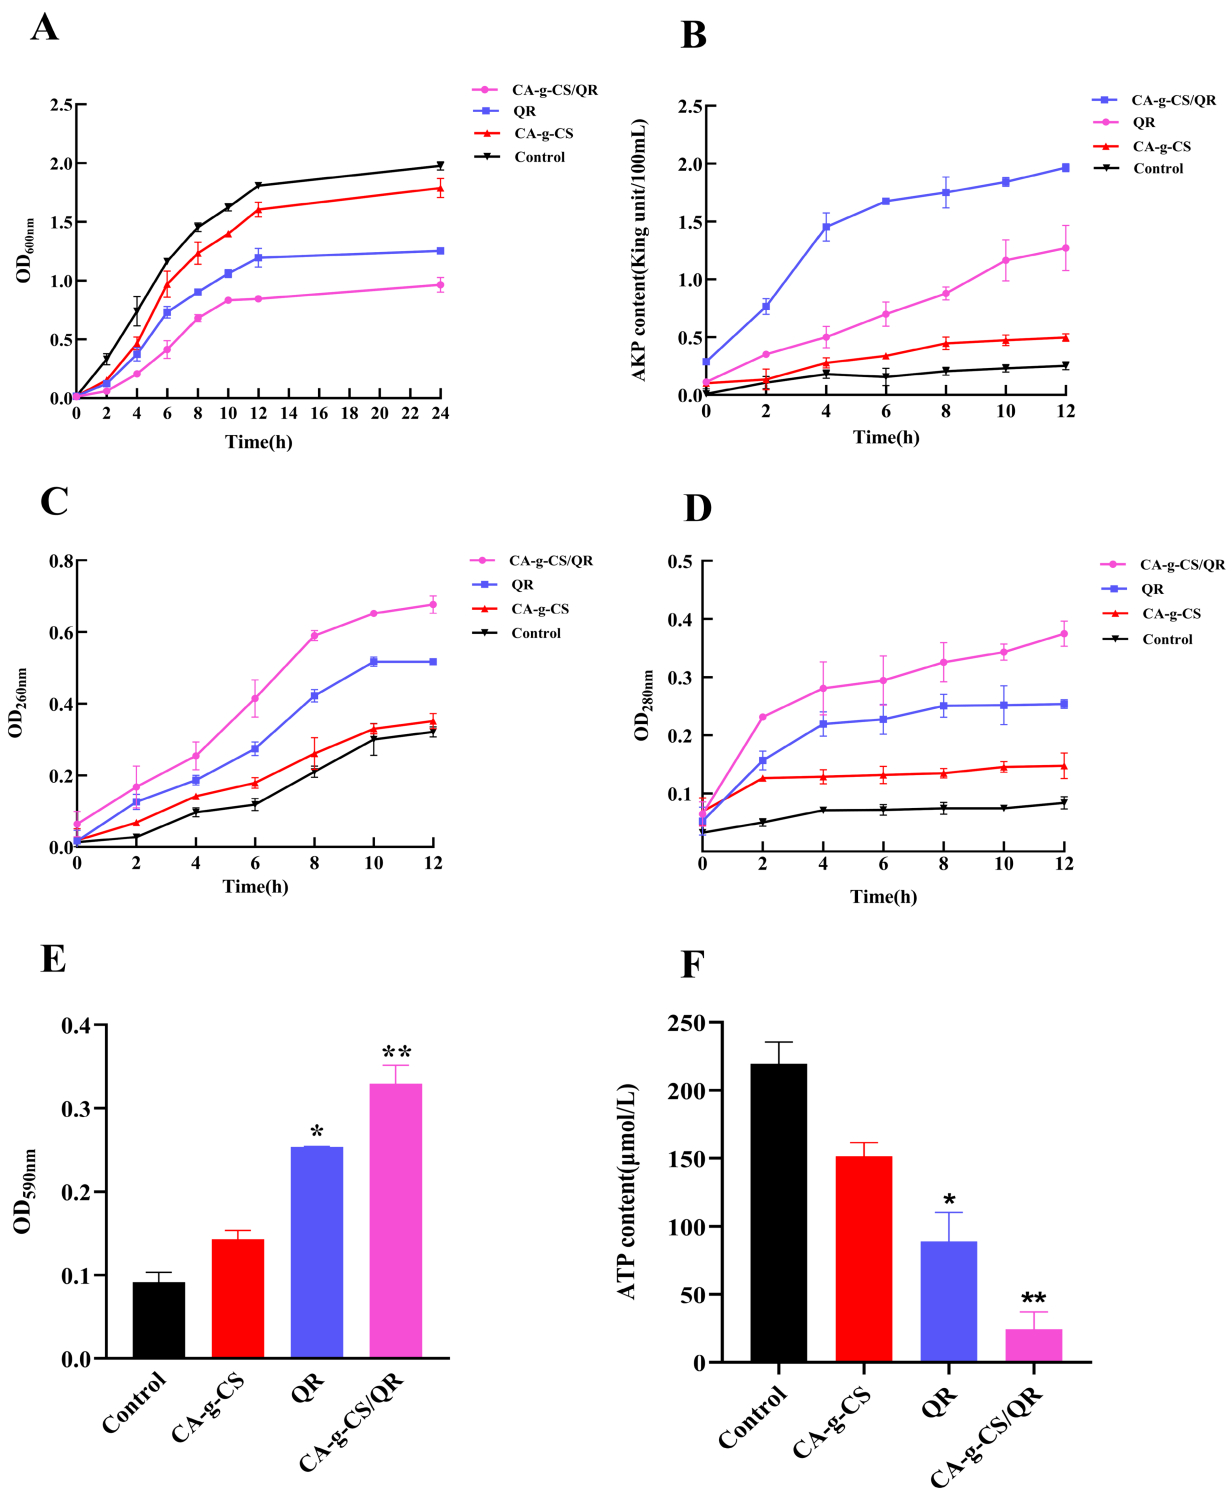 A
CA-g-CS/QR
QR
CA-g-CS
Control
2.5
2.0
1.5
1.0
0.5
0.0
OD600nm
0 2 4 6 8 10 12 14 16 18 20 22 24
Time(h)
B
CA-g-CS/QR
QR
CA-g-CS
Control
2.5
2.0
1.5
1.0
0.5
0.0
AKP content(King unit/100mL)
0 2 4 6 8 10 12
Time(h)
C
CA-g-CS/QR
QR
CA-g-CS
Control
0.8
0.6
0.4
0.2
0.0
OD260nm
0 2 4 6 8 10 12
Time(h)
D
CA-g-CS/QR
QR
CA-g-CS
Control
0.5
0.4
0.3
0.2
0.1
OD280nm
0 2 4 6 8 10 12
Time(h)
E
0.4
0.3
0.2
0.1
0.0
OD590nm
*
**
Control
CA-g-CS
QR
CA-g-CS/QR
F
250
200
150
100
50
0
ATP content(μmol/L)
*
**
Control
CA-g-CS
QR
CA-g-CS/QR